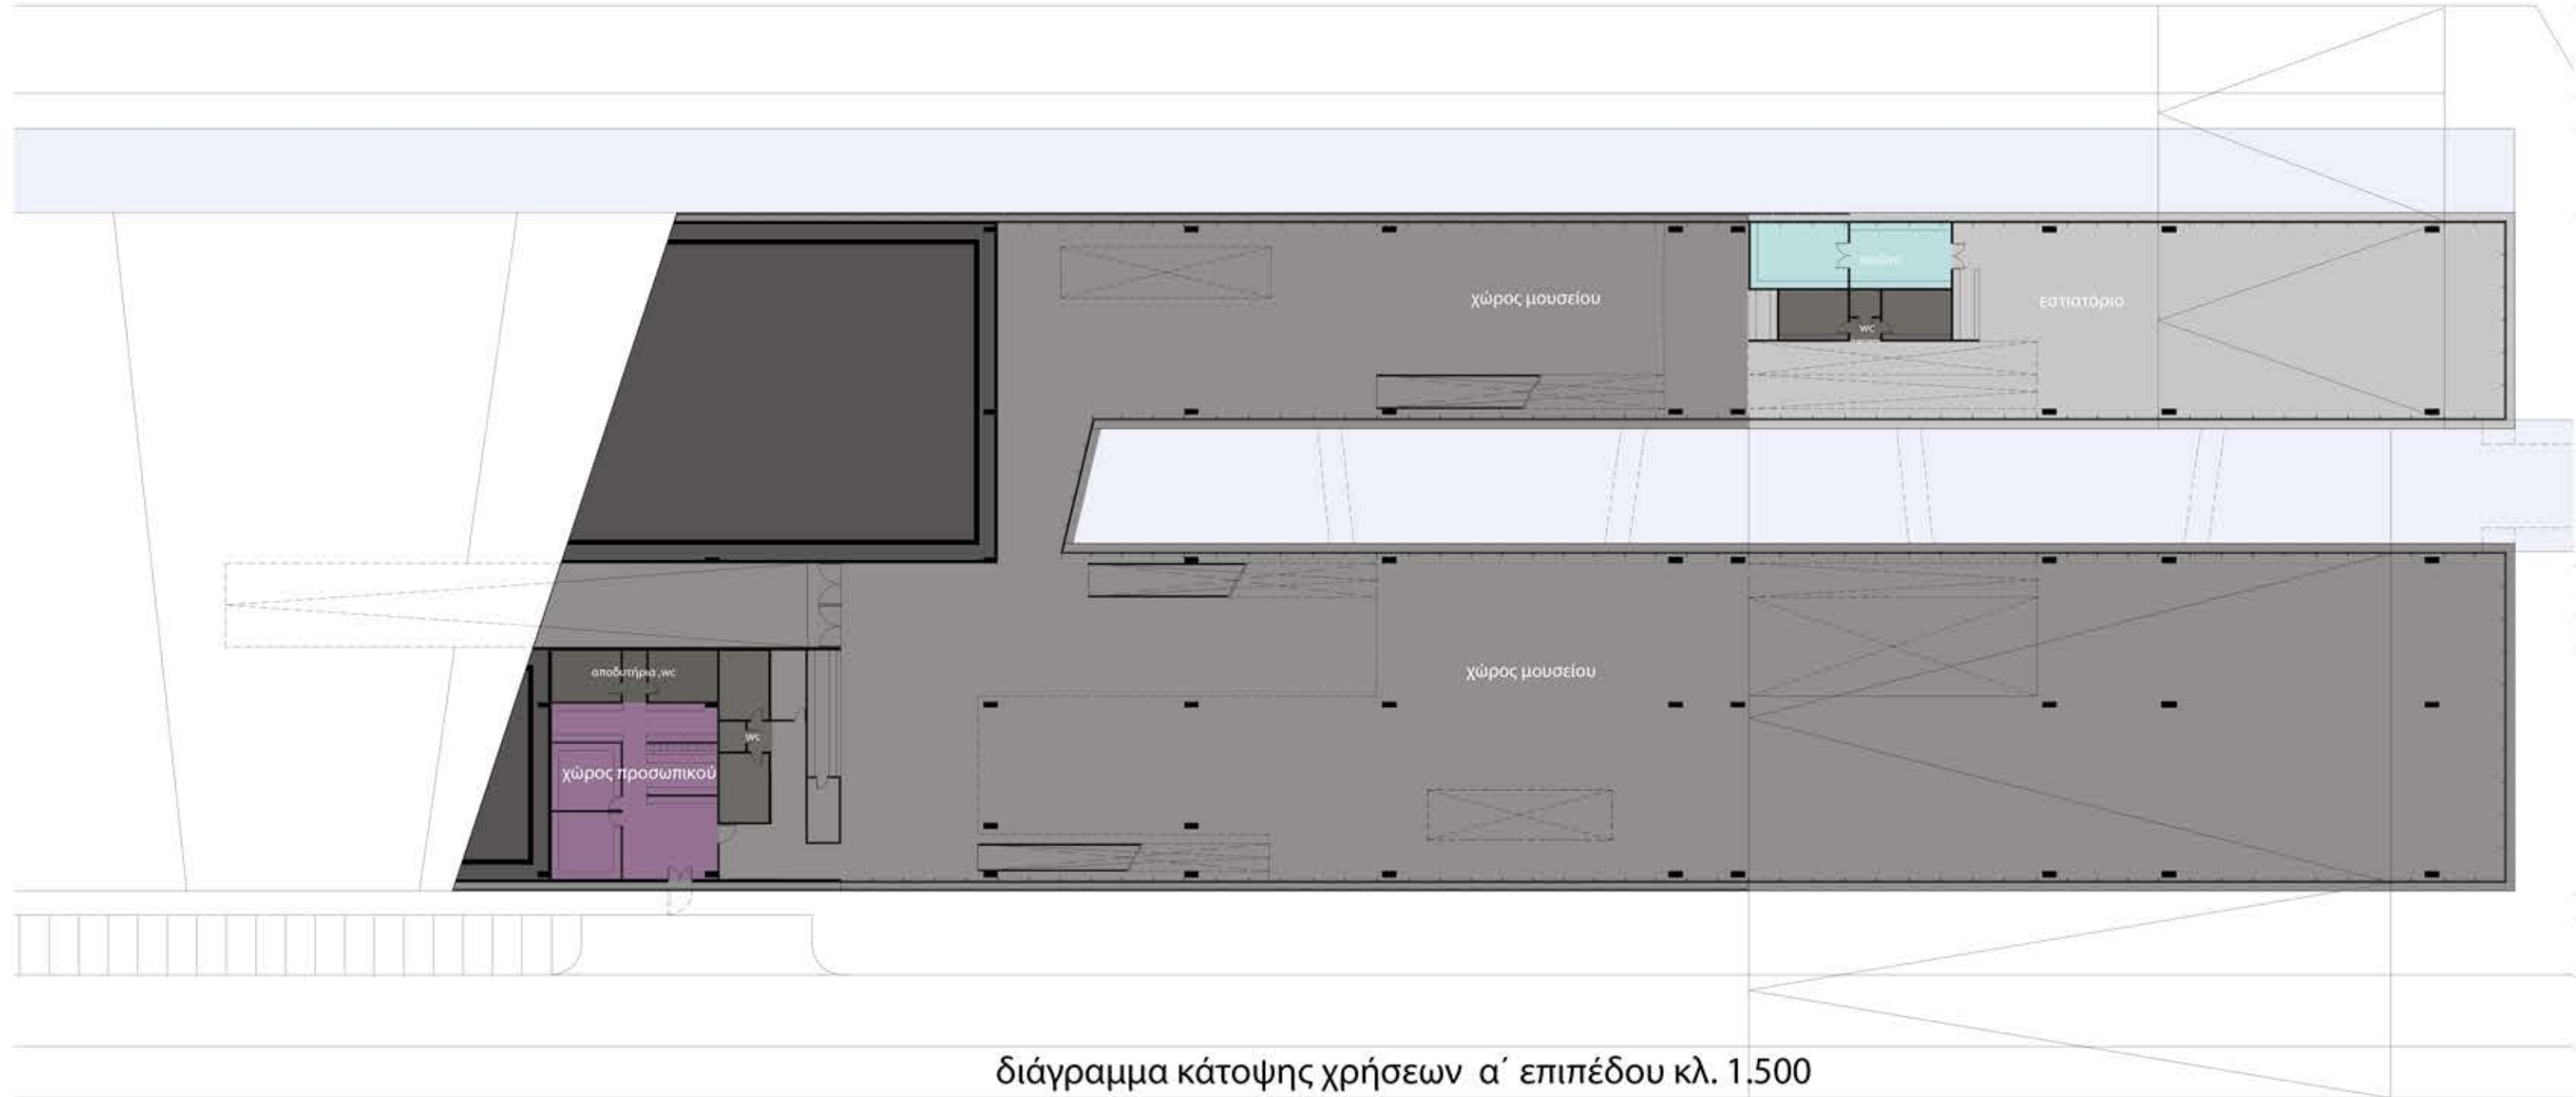 χώρος μουσείου
εστιατόριο
wc
αποδυτήρια ,wc
χώρος μουσείου
wc
χώρος προσωπικού
διάγραμμα κάτοψης χρήσεων α΄ επιπέδου κλ. 1.500